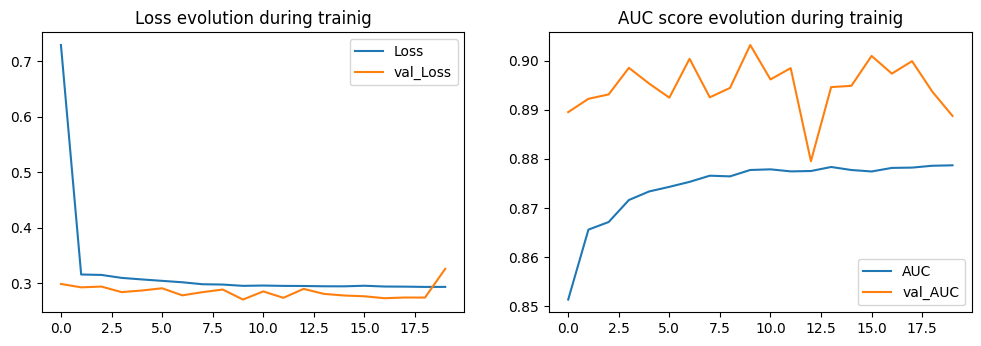 Loss evolution during trainig
0.7
0.6
0.5
0.4
0.3
0.0 2.5 5.0 7.5 10.0 12.5 15.0 17.5
Loss
val_Loss
AUC score evolution during trainig
0.90
0.89
0.88
0.87
0.86
0.85
0.0 2.5 5.0 7.5 10.0 12.5 15.0 17.5
AUC
val_AUC